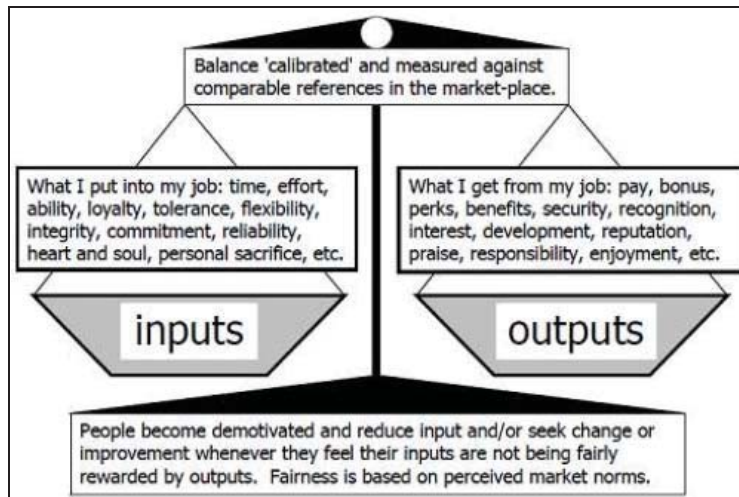 Balance 'calibrated' and measured against
comparable references in the market-place.
What I put into my job: time, effort,
ability, loyalty, tolerance, flexibility,
integrity, commitment, reliability,
heart and soul, personal sacrifice, etc.
What I get from my job: pay, bonus,
perks, benefits, security, recognition,
interest, development, reputation,
praise, responsibility, enjoyment, etc.
inputs
outputs
People become demotivated and reduce input and/or seek change or
improvement whenever they feel their inputs are not being fairly
rewarded by outputs.  Fairness is based on perceived market norms.